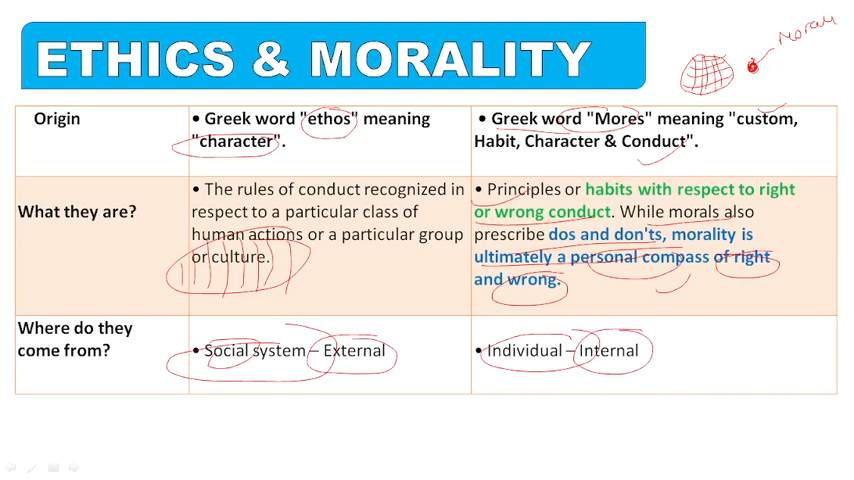 ETHICS & MORALITY
Moral
Origin
• Greek word "ethos" meaning
"character".
• Greek word "Mores" meaning "custom,
Habit, Character & Conduct".
What they are?
• The rules of conduct recognized in
respect to a particular class of
human actions or a particular group
or culture.
• Principles or habits with respect to right
or wrong conduct. While morals also
prescribe dos and don'ts, morality is
ultimately a personal compass of right
and wrong.
Where do they
come from?
• Social system – External
• Individual – Internal